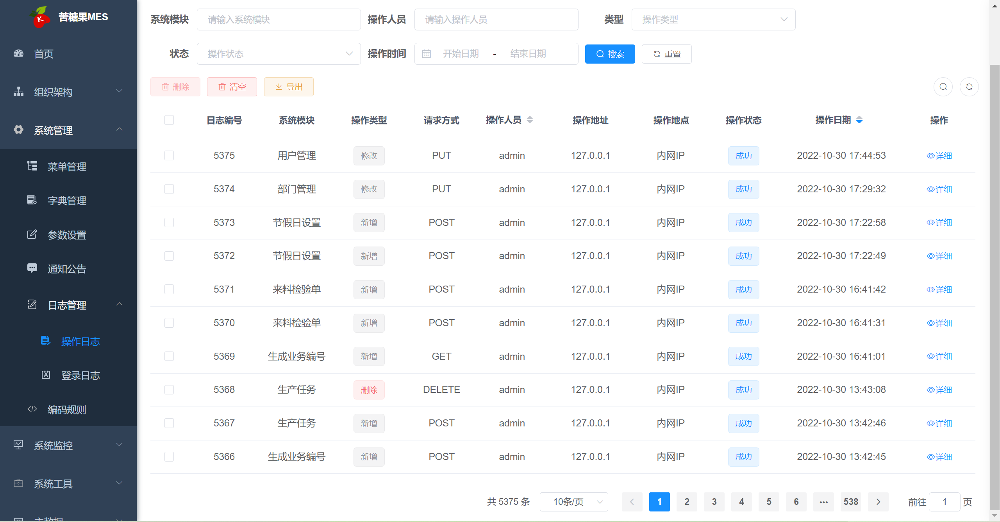 苦糖果MES
首页
组织架构
系统管理
菜单管理
字典管理
参数设置
通知公告
日志管理
操作日志
登录日志
编码规则
系统监控
系统工具
主数据
系统模块 请输入系统模块 操作人员 请输入操作人员 类型 操作类型
状态 操作状态 操作时间 开始日期 - 结束日期 搜索 重置
删除 清空 导出
日志编号 系统模块 操作类型 请求方式 操作人员 操作地址 操作地点 操作状态 操作日期 操作
5375 用户管理 修改 PUT admin 127.0.0.1 内网IP 成功 2022-10-30 17:44:53 详细
5374 部门管理 修改 PUT admin 127.0.0.1 内网IP 成功 2022-10-30 17:29:32 详细
5373 节假日设置 新增 POST admin 127.0.0.1 内网IP 成功 2022-10-30 17:22:58 详细
5372 节假日设置 新增 POST admin 127.0.0.1 内网IP 成功 2022-10-30 17:22:49 详细
5371 来料检验单 新增 POST admin 127.0.0.1 内网IP 成功 2022-10-30 16:41:42 详细
5370 来料检验单 新增 POST admin 127.0.0.1 内网IP 成功 2022-10-30 16:41:31 详细
5369 生成业务编号 新增 GET admin 127.0.0.1 内网IP 成功 2022-10-30 16:41:01 详细
5368 生产任务 删除 DELETE admin 127.0.0.1 内网IP 成功 2022-10-30 13:43:08 详细
5367 生产任务 新增 POST admin 127.0.0.1 内网IP 成功 2022-10-30 13:42:46 详细
5366 生成业务编号 新增 POST admin 127.0.0.1 内网IP 成功 2022-10-30 13:42:45 详细
共 5375 条 10条/页 1 2 3 4 5 6 ••• 538 前往 1 页